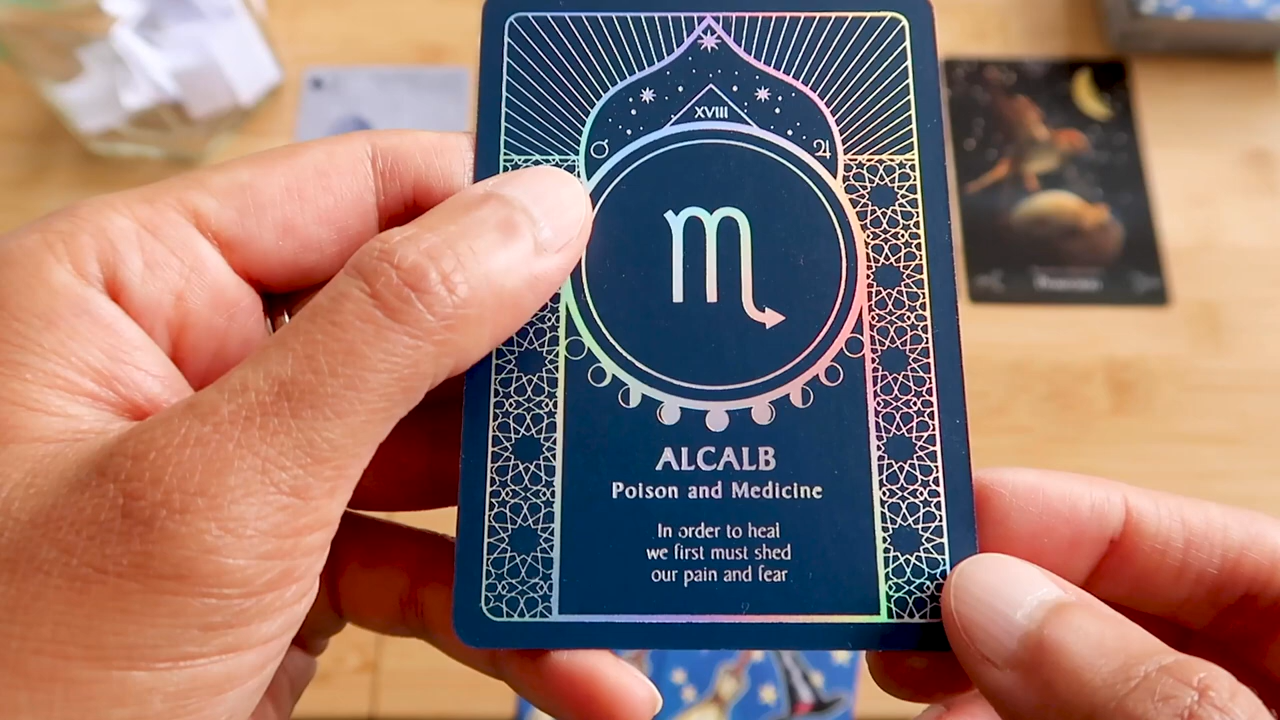 XVIII
ALCALB
Poison and Medicine
In order to heal
we first must shed
our pain and fear